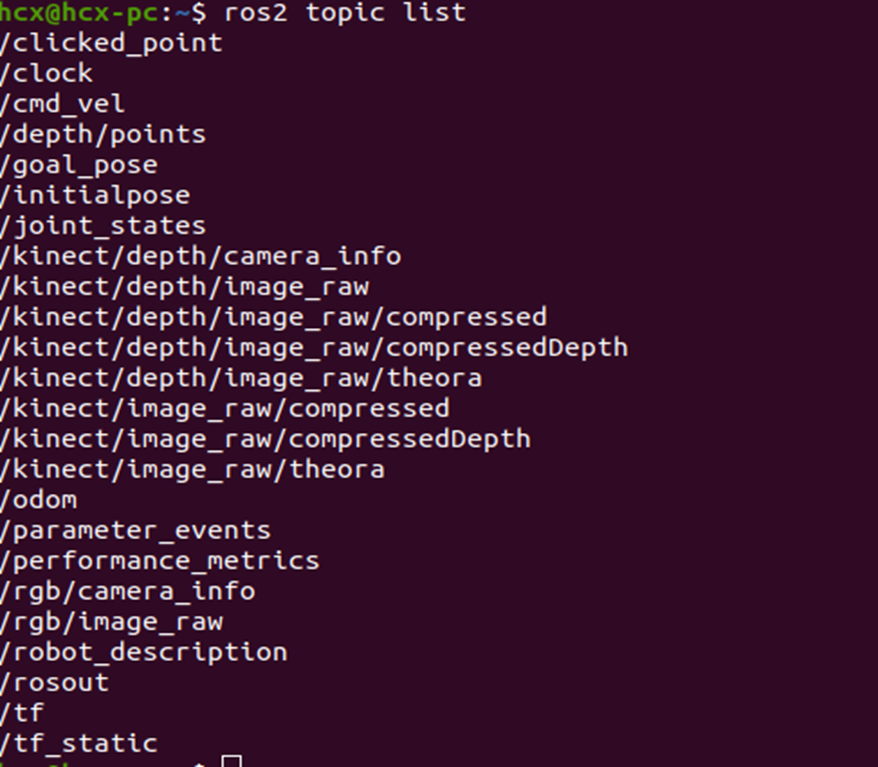 hcx@hcx-pc:~$ ros2 topic list
/clicked_point
/clock
/cmd_vel
/depth/points
/goal_pose
/initialpose
/joint_states
/kinect/depth/camera_info
/kinect/depth/image_raw
/kinect/depth/image_raw/compressed
/kinect/depth/image_raw/compressedDepth
/kinect/depth/image_raw/theora
/kinect/image_raw/compressed
/kinect/image_raw/compressedDepth
/kinect/image_raw/theora
/odom
/parameter_events
/performance_metrics
/rgb/camera_info
/rgb/image_raw
/robot_description
/rosout
/tf
/tf_static